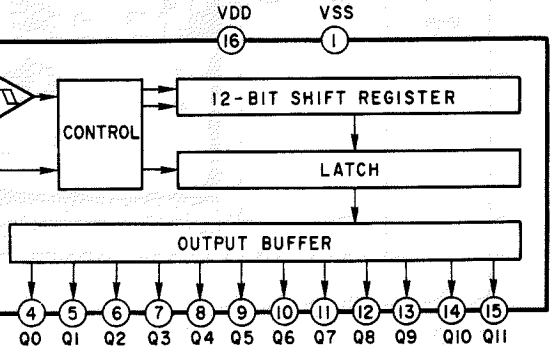 VDD VSS
16 1
12-BIT SHIFT REGISTER
CONTROL
LATCH
OUTPUT BUFFER
4 5 6 7 8 9 10 11 12 13 14 15
Q0 Q1 Q2 Q3 Q4 Q5 Q6 Q7 Q8 Q9 Q10 Q11